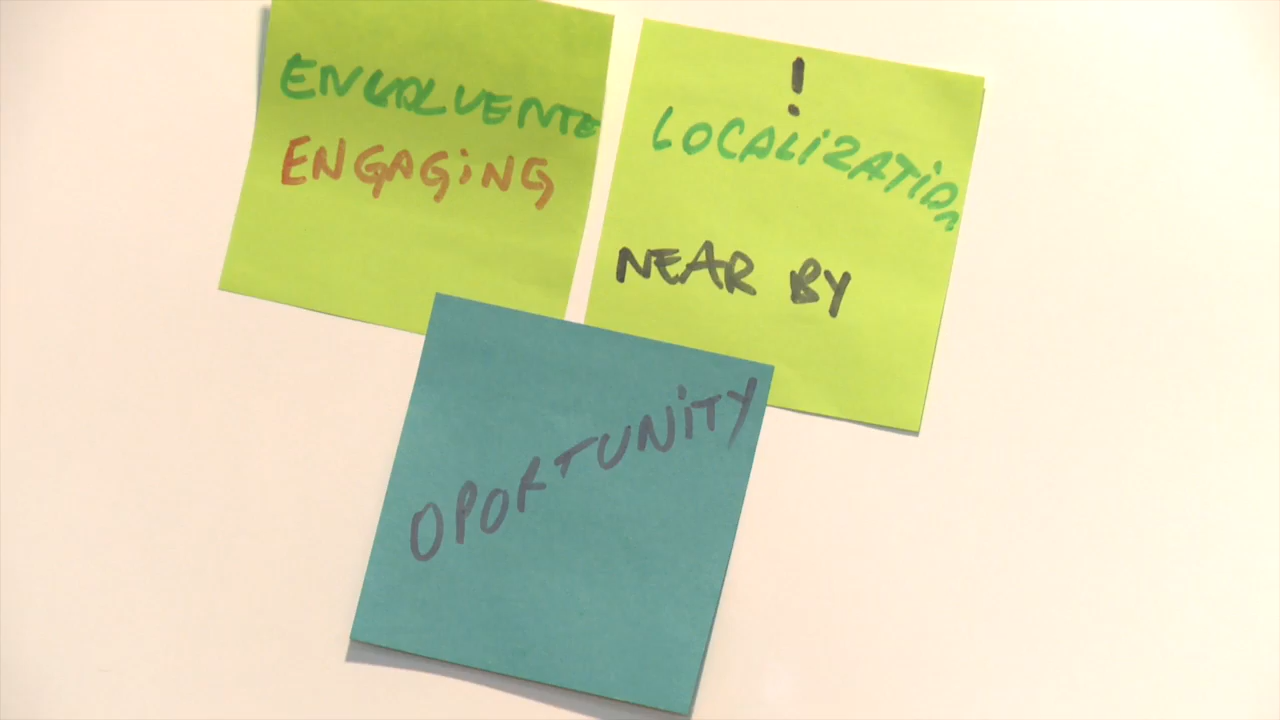 ENVOLVENTE
ENGAGING
!
LOCALIZATION
NEAR BY
OPORTUNITY